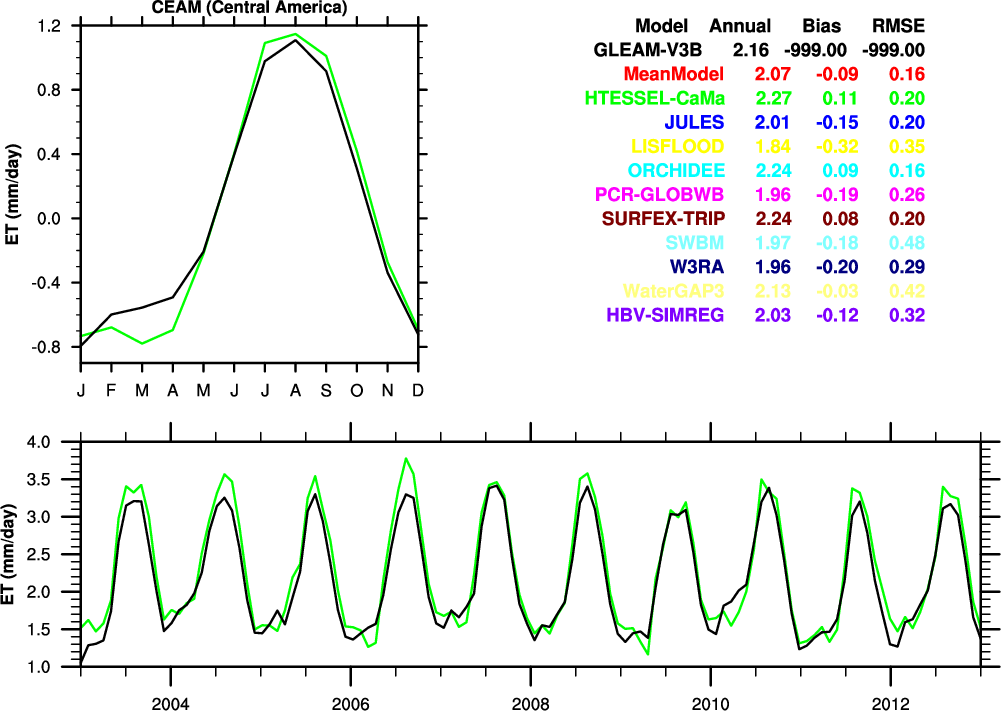 CEAM (Central America)
ET (mm/day)
1.2
0.8
0.4
0.0
-0.4
-0.8
J F M A M J J A S O N D
Model Annual Bias RMSE
GLEAM-V3B 2.16 -999.00 -999.00
MeanModel 2.07 -0.09 0.16
HTESSEL-CaMa 2.27 0.11 0.20
JULES 2.01 -0.15 0.20
LISFLOOD 1.84 -0.32 0.35
ORCHIDEE 2.24 0.09 0.16
PCR-GLOBWB 1.96 -0.19 0.26
SURFEX-TRIP 2.24 0.08 0.20
SWBM 1.97 -0.18 0.48
W3RA 1.96 -0.20 0.29
WaterGAP3 2.13 -0.03 0.42
HBV-SIMREG 2.03 -0.12 0.32
ET (mm/day)
4.0
3.5
3.0
2.5
2.0
1.5
1.0
2004 2006 2008 2010 2012